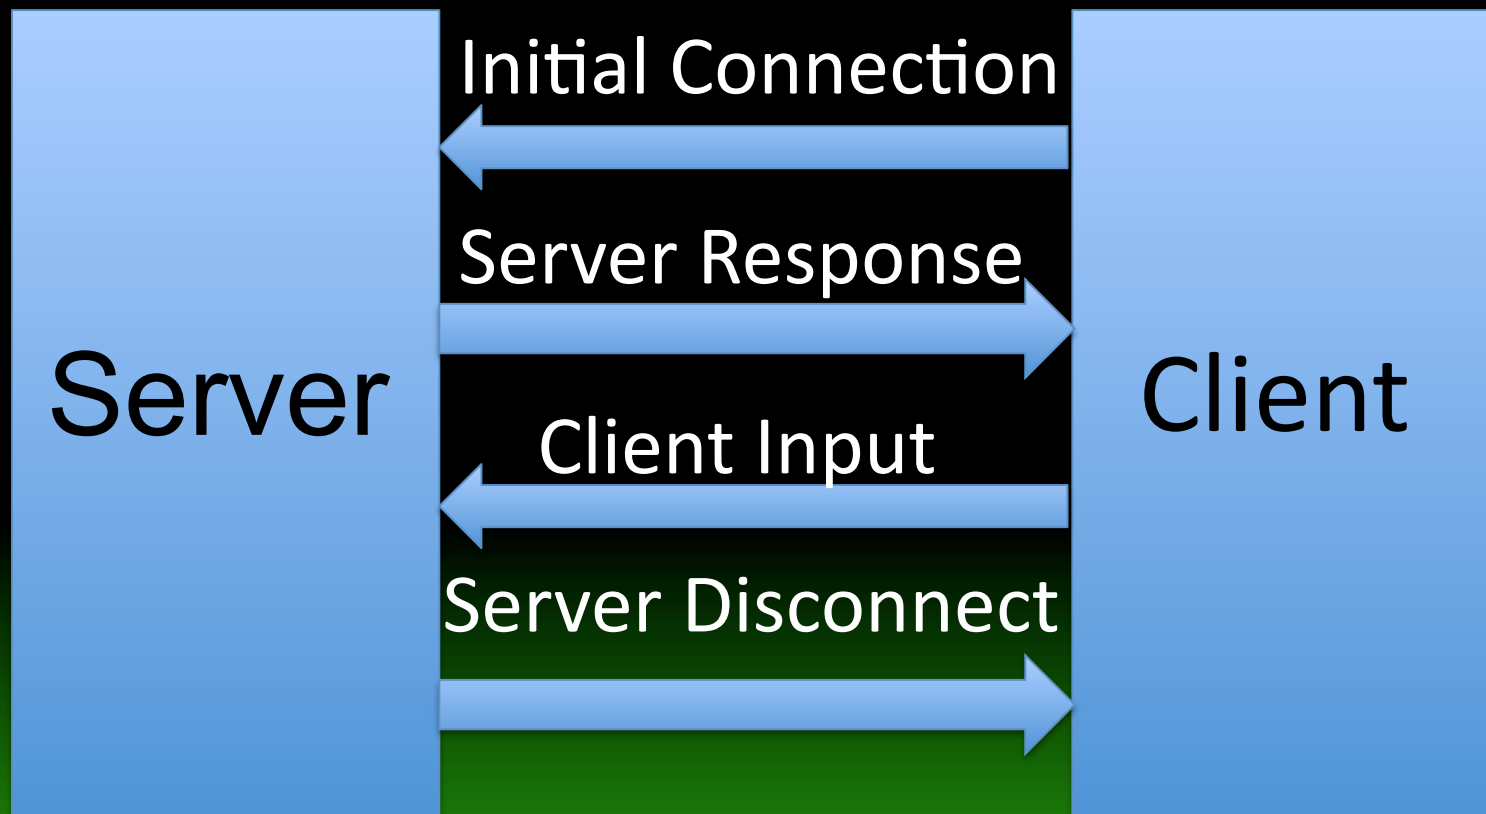 Initial Connection
Server Response
Server
Client
Client Input
Server Disconnect